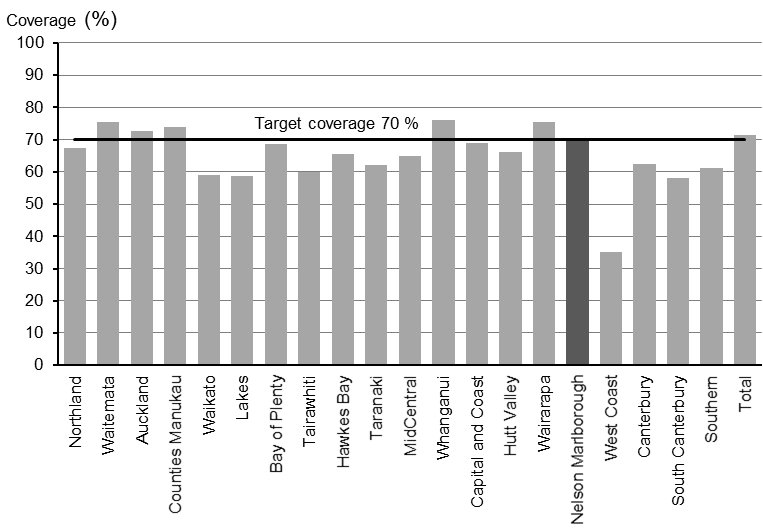 Coverage (%)
100
90
80
70
60
50
40
30
20
10
0
Target coverage 70 %
Northland
Waitemata
Auckland
Counties Manukau
Waikato
Lakes
Bay of Plenty
Tairawhiti
Hawkes Bay
Taranaki
MidCentral
Whanganui
Capital and Coast
Hutt Valley
Wairarapa
Nelson Marlborough
West Coast
Canterbury
South Canterbury
Southern
Total